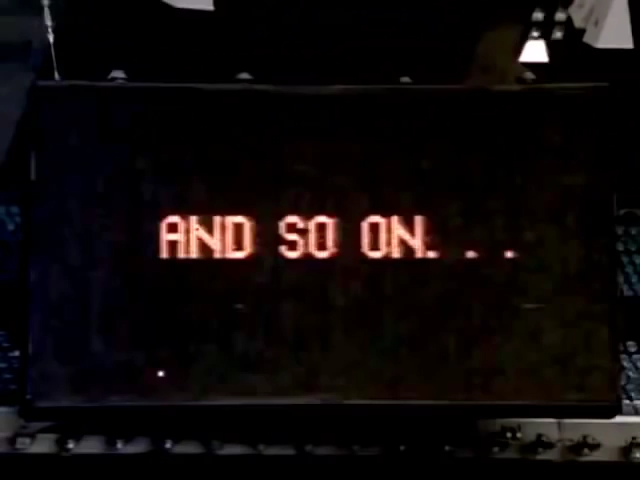 AND SO ON. . .